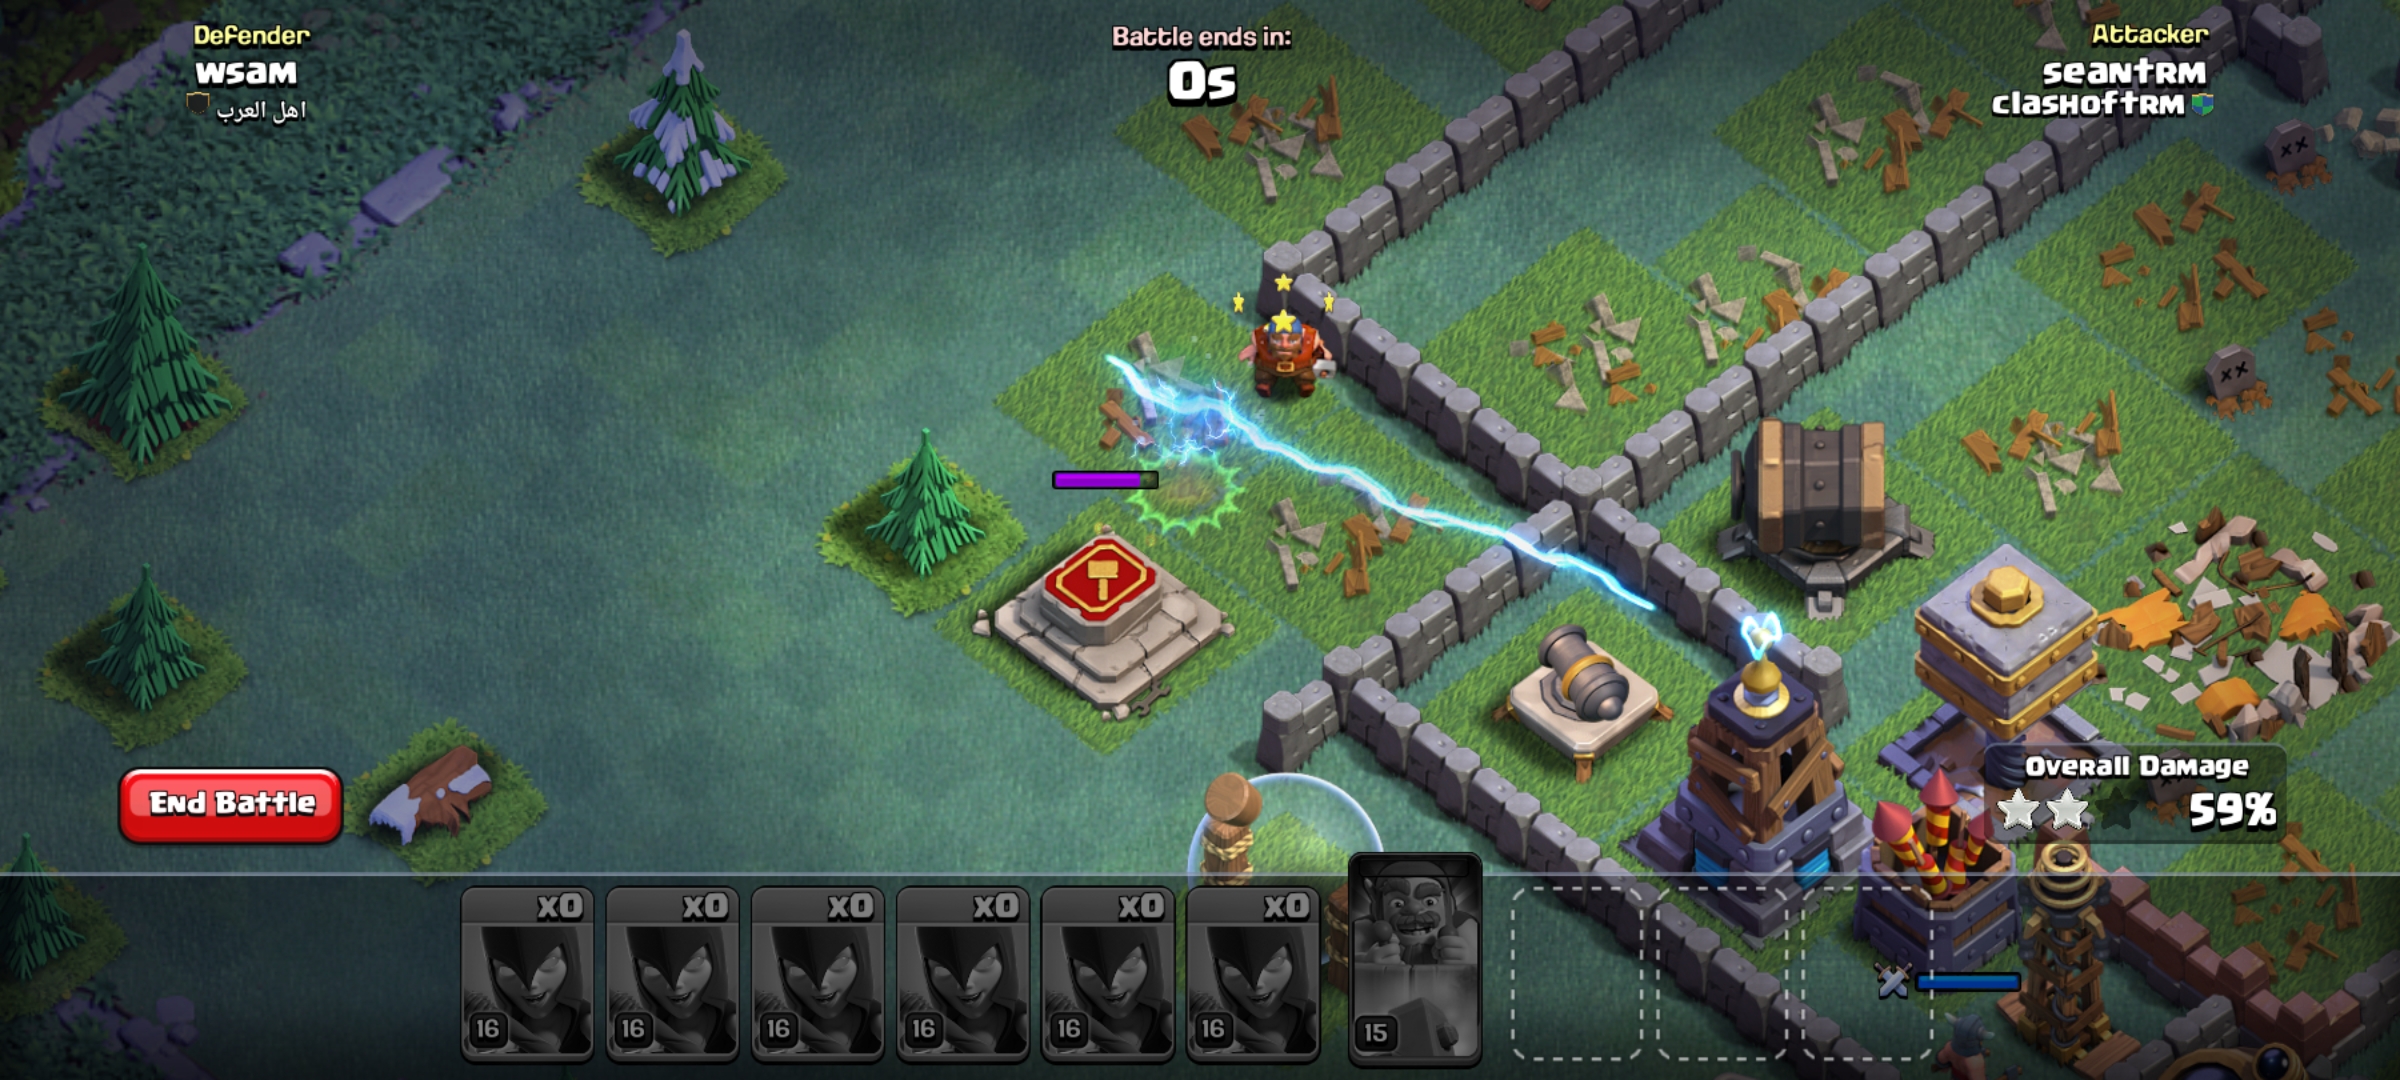 Defender
wsam
اهل العرب
Battle ends in:
0s
Attacker
seantRM
clashoftRM
End Battle
Overall Damage
59%
x0 x0 x0 x0 x0 x0
16 16 16 16 16 16 15